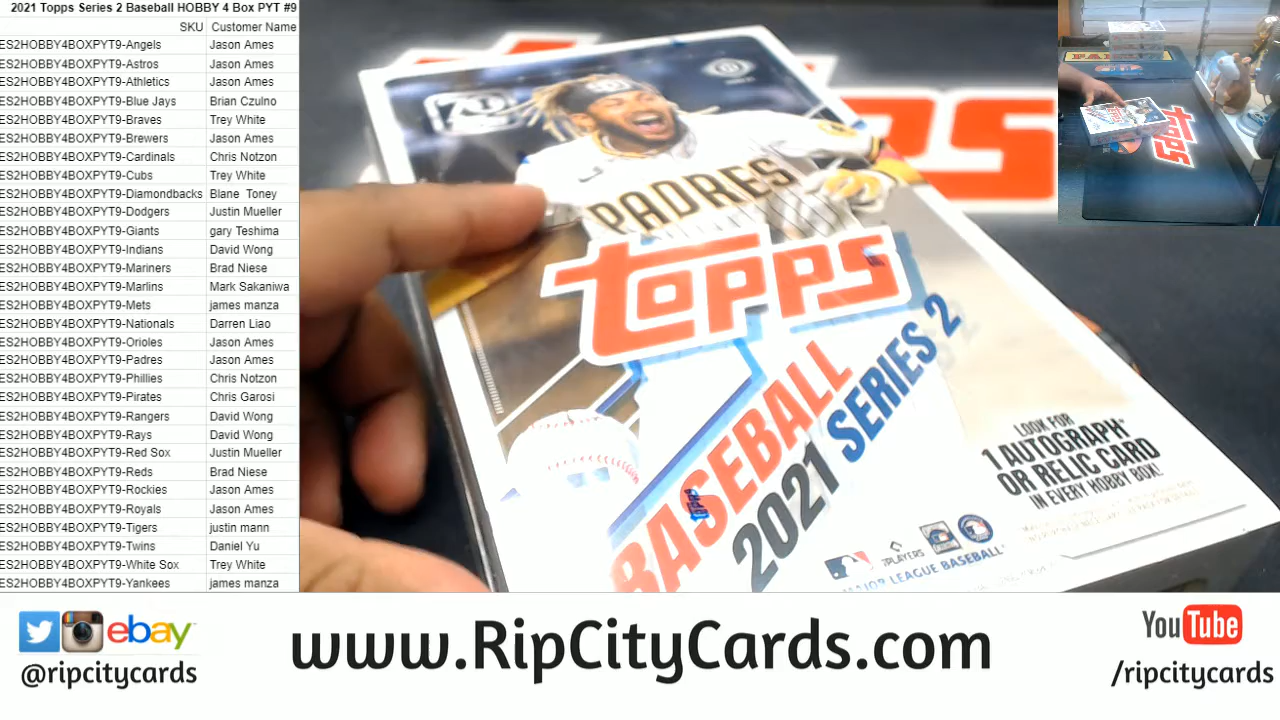 2021 Topps Series 2 Baseball HOBBY 4 Box PYT #9
SKU Customer Name
ES2HOBBY4BOXPYT9-Angels Jason Ames
ES2HOBBY4BOXPYT9-Astros Jason Ames
ES2HOBBY4BOXPYT9-Athletics Jason Ames
ES2HOBBY4BOXPYT9-Blue Jays Brian Czulno
ES2HOBBY4BOXPYT9-Braves Trey White
ES2HOBBY4BOXPYT9-Brewers Jason Ames
ES2HOBBY4BOXPYT9-Cardinals Chris Notzon
ES2HOBBY4BOXPYT9-Cubs Trey White
ES2HOBBY4BOXPYT9-Diamondbacks Blane Toney
ES2HOBBY4BOXPYT9-Dodgers Justin Mueller
ES2HOBBY4BOXPYT9-Giants gary Teshima
ES2HOBBY4BOXPYT9-Indians David Wong
ES2HOBBY4BOXPYT9-Mariners Brad Niese
ES2HOBBY4BOXPYT9-Marlins Mark Sakaniwa
ES2HOBBY4BOXPYT9-Mets james manza
ES2HOBBY4BOXPYT9-Nationals Darren Liao
ES2HOBBY4BOXPYT9-Orioles Jason Ames
ES2HOBBY4BOXPYT9-Padres Jason Ames
ES2HOBBY4BOXPYT9-Phillies Chris Notzon
ES2HOBBY4BOXPYT9-Pirates Chris Garosi
ES2HOBBY4BOXPYT9-Rangers David Wong
ES2HOBBY4BOXPYT9-Rays David Wong
ES2HOBBY4BOXPYT9-Red Sox Justin Mueller
ES2HOBBY4BOXPYT9-Reds Brad Niese
ES2HOBBY4BOXPYT9-Rockies Jason Ames
ES2HOBBY4BOXPYT9-Royals Jason Ames
ES2HOBBY4BOXPYT9-Tigers justin mann
ES2HOBBY4BOXPYT9-Twins Daniel Yu
ES2HOBBY4BOXPYT9-White Sox Trey White
ES2HOBBY4BOXPYT9-Yankees james manza
70
PADRES
topps
BASEBALL
2021 SERIES 2
LOOK FOR
1 AUTOGRAPH
OR RELIC CARD
IN EVERY HOBBY BOX!
PLAYERS
MAJOR LEAGUE BASEBALL
PANINI
topps
ebay
@ripcitycards
www.RipCityCards.com
YouTube
/ripcitycards